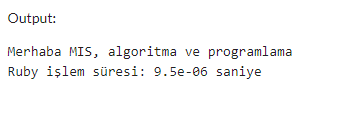 Output:
Merhaba MIS, algoritma ve programlama
Ruby işlem süresi: 9.5e-06 saniye